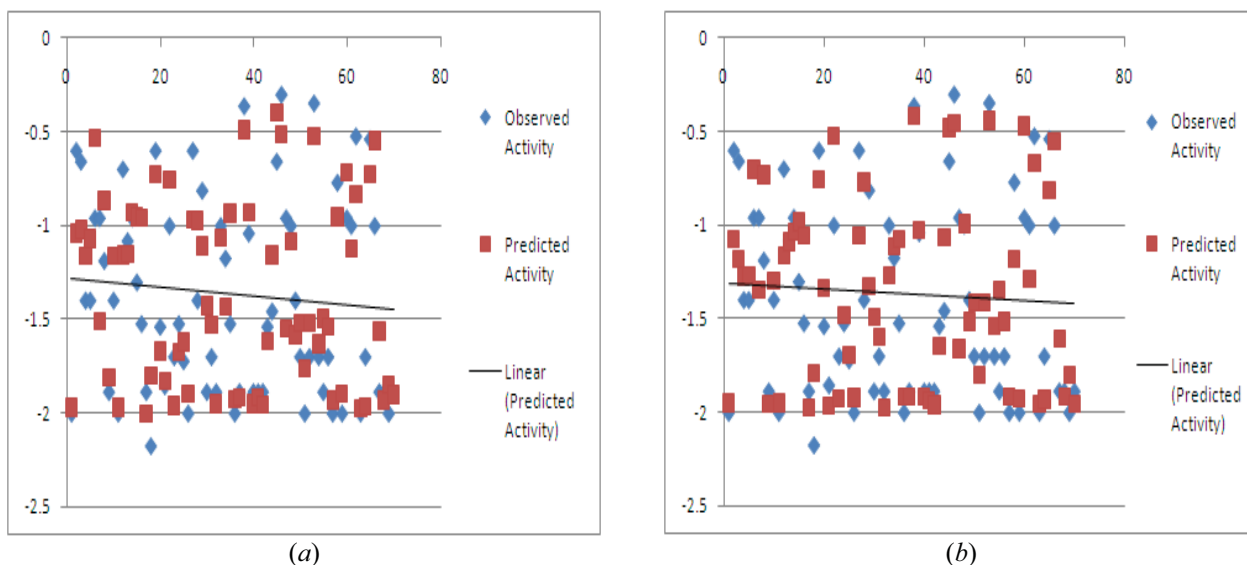 0
0 20 40 60 80
-0.5
-1
-1.5
-2
-2.5
Observed
Activity
Predicted
Activity
Linear
(Predicted
Activity)
(a)
0
0 20 40 60 80
-0.5
-1
-1.5
-2
-2.5
Observed
Activity
Predicted
Activity
Linear
(Predicted
Activity)
(b)